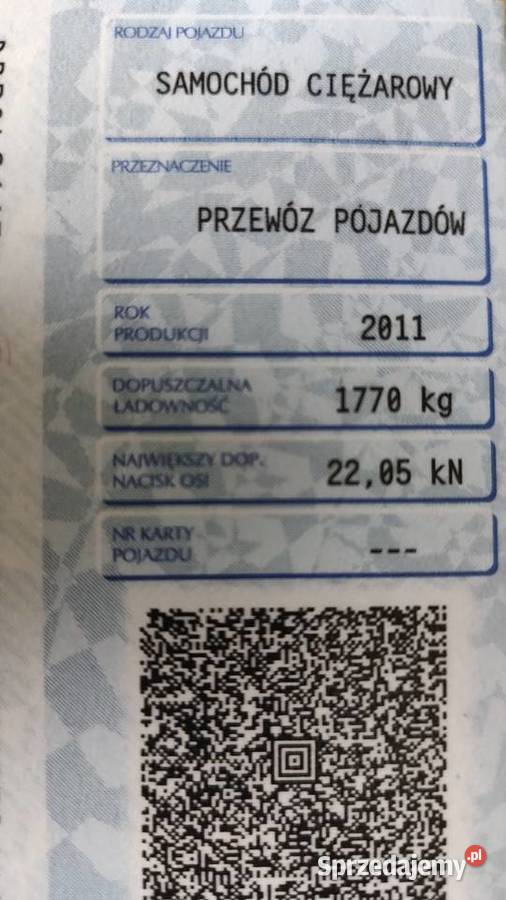 RODZAJ POJAZDU
SAMOCHÓD CIĘŻAROWY
PRZEZNACZENIE
PRZEWÓZ POJAZDÓW
ROK
PRODUKCJI
2011
DOPUSZCZALNA
ŁADOWNOŚĆ
1770 kg
NAJWIĘKSZY DOP.
NACISK OSI
22,05 kN
NR KARTY
POJAZDU
---
Sprzedajemy.pl